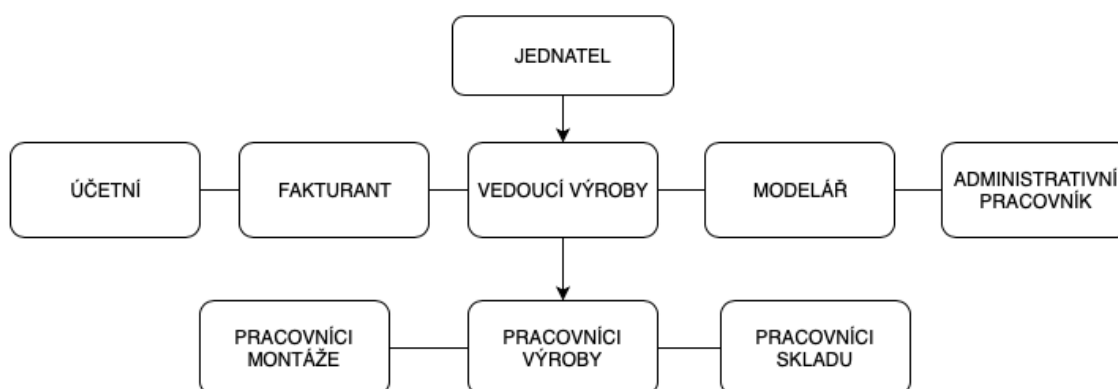 JEDNATEL
ÚČETNÍ
FAKTURANT
VEDOUCÍ VÝROBY
MODELÁŘ
ADMINISTRATIVNÍ
PRACOVNÍK
PRACOVNÍCI
MONTÁŽE
PRACOVNÍCI
VÝROBY
PRACOVNÍCI
SKLADU